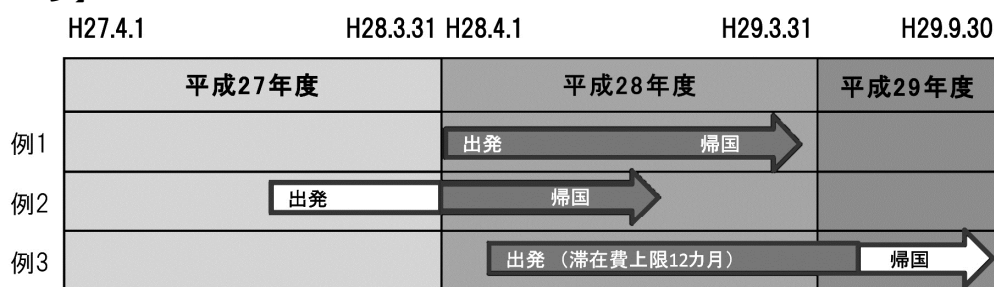 H27.4.1 H28.3.31 H28.4.1 H29.3.31 H29.9.30
平成27年度 平成28年度 平成29年度
例1 出発 帰国
例2 出発 帰国
例3 出発 （滞在費上限12カ月） 帰国